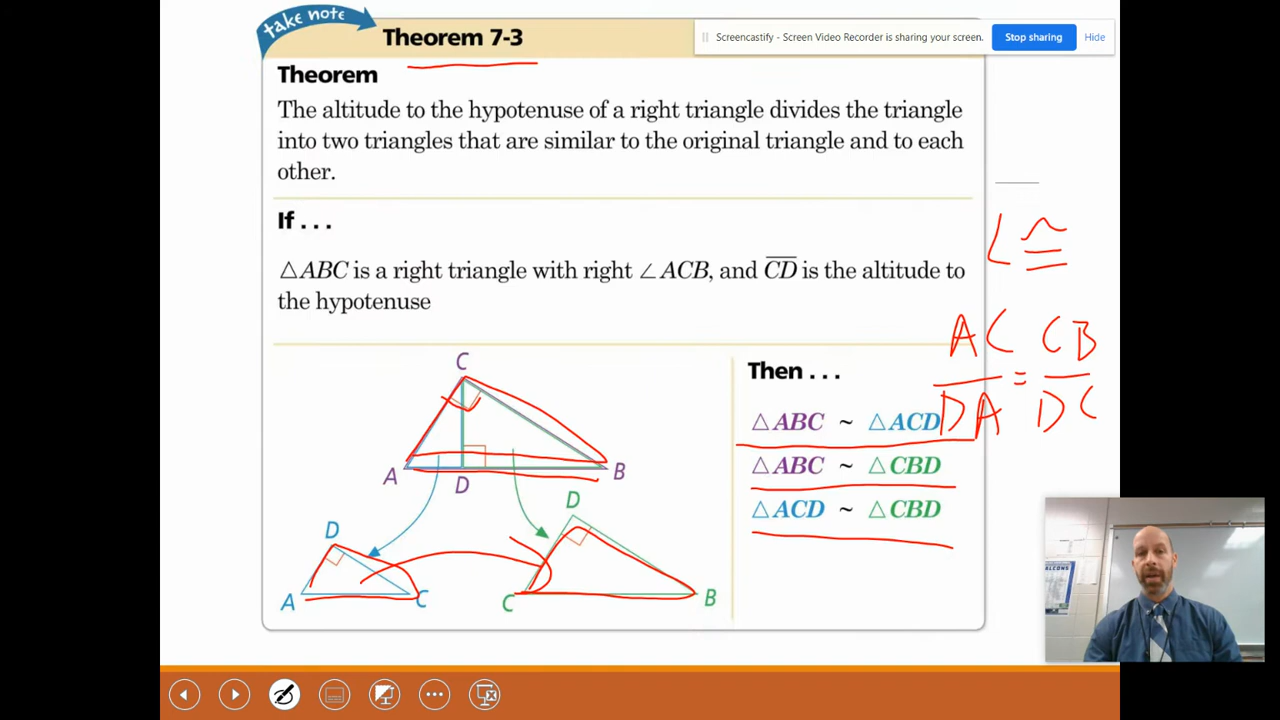 take note
Theorem 7-3
Screencastify - Screen Video Recorder is sharing your screen.
Stop sharing
Hide
Theorem
The altitude to the hypotenuse of a right triangle divides the triangle
into two triangles that are similar to the original triangle and to each
other.
If . . .
△ABC is a right triangle with right ∠ACB, and C̅D̅ is the altitude to
the hypotenuse
∠ ≅
AC/DA = CB/DC
C
A
D
B
D
A
C
D
C
B
Then . . .
△ABC ~ △ACD
△ABC ~ △CBD
△ACD ~ △CBD